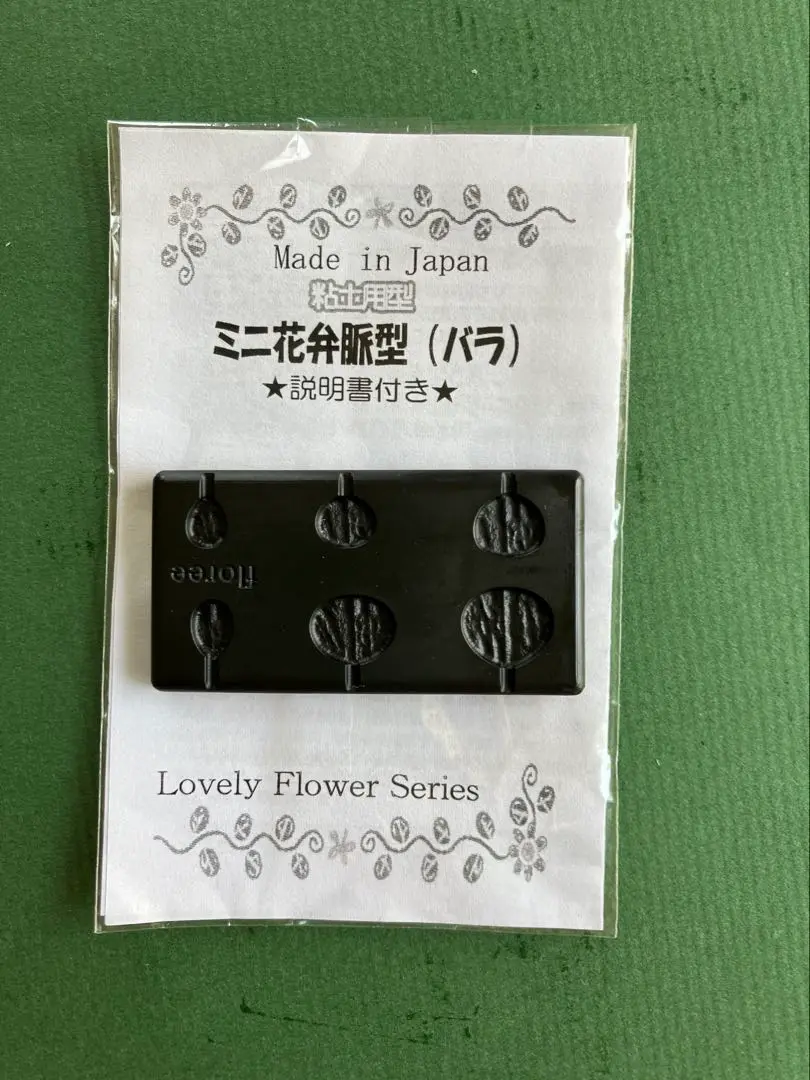 Made in Japan
粘土用型
ミニ花弁脈型（バラ）
★説明書付き★
floree
Lovely Flower Series